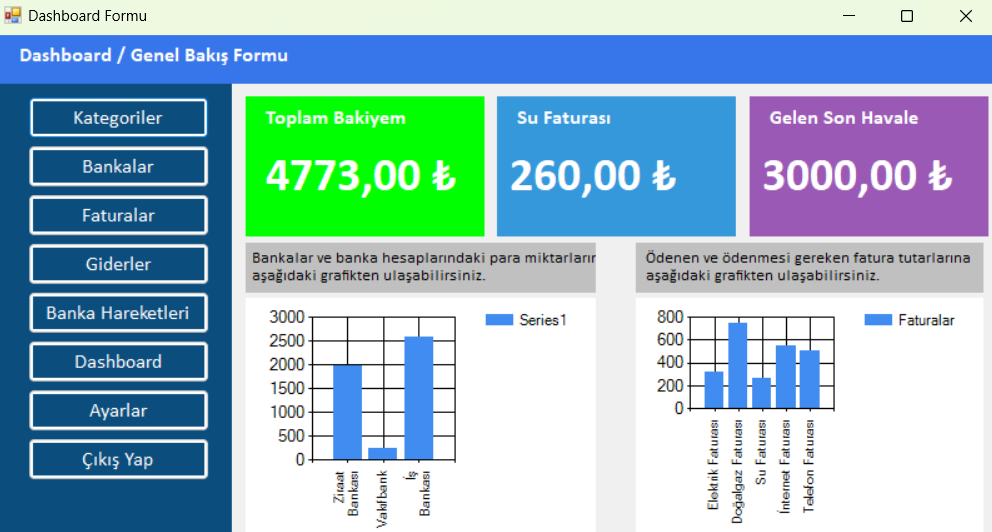 Dashboard Formu
Dashboard / Genel Bakış Formu
Kategoriler
Bankalar
Faturalar
Giderler
Banka Hareketleri
Dashboard
Ayarlar
Çıkış Yap
Toplam Bakiyem
4773,00 ₺
Su Faturası
260,00 ₺
Gelen Son Havale
3000,00 ₺
Bankalar ve banka hesaplarındaki para miktarlarır
aşağıdaki grafikten ulaşabilirsiniz.
3000
2500
2000
1500
1000
500
0
Ziraat
Bankası
Vakıfbank
İş
Bankası
Series1
Ödenen ve ödenmesi gereken fatura tutarlarına
aşağıdaki grafikten ulaşabilirsiniz.
800
600
400
200
0
Elektrik Faturası
Doğalgaz Faturası
Su Faturası
İnternet Faturası
Telefon Faturası
Faturalar